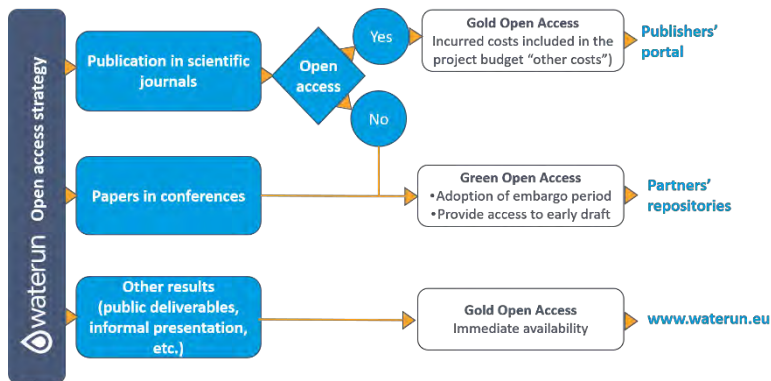 waterun Open access strategy
Publication in scientific
journals
Open
access
Yes
No
Gold Open Access
Incurred costs included in the
project budget “other costs”)
Publishers’
portal
Papers in conferences
Green Open Access
•Adoption of embargo period
•Provide access to early draft
Partners’
repositories
Other results
(public deliverables,
informal presentation,
etc.)
Gold Open Access
Immediate availability
www.waterun.eu